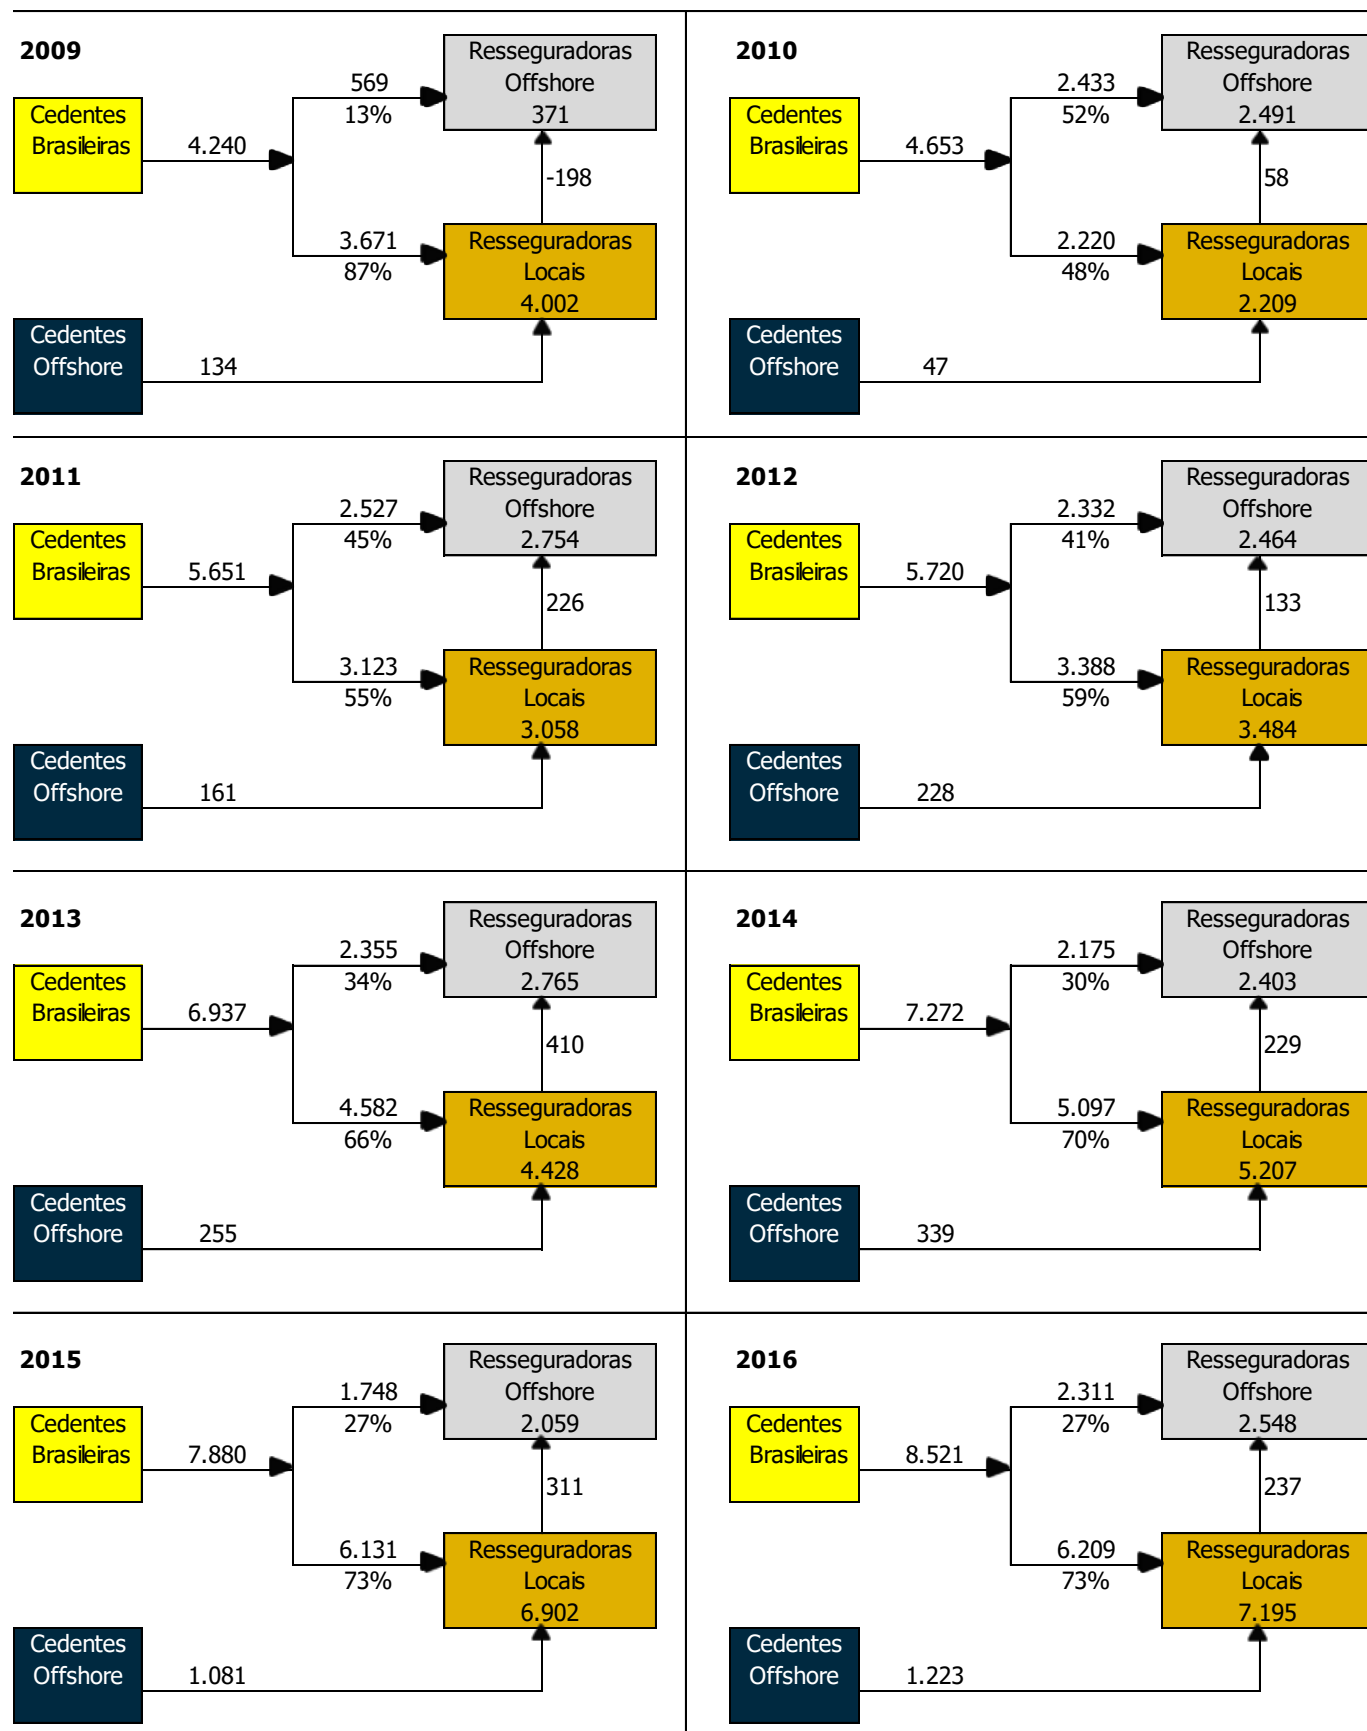 2009
Resseguradoras
Offshore
371
569
13%
Cedentes
Brasileiras
4.240
-198
3.671
87%
Resseguradoras
Locais
4.002
Cedentes
Offshore
134
2010
Resseguradoras
Offshore
2.491
2.433
52%
Cedentes
Brasileiras
4.653
58
2.220
48%
Resseguradoras
Locais
2.209
Cedentes
Offshore
47
2011
Resseguradoras
Offshore
2.754
2.527
45%
Cedentes
Brasileiras
5.651
226
3.123
55%
Resseguradoras
Locais
3.058
Cedentes
Offshore
161
2012
Resseguradoras
Offshore
2.464
2.332
41%
Cedentes
Brasileiras
5.720
133
3.388
59%
Resseguradoras
Locais
3.484
Cedentes
Offshore
228
2013
Resseguradoras
Offshore
2.765
2.355
34%
Cedentes
Brasileiras
6.937
410
4.582
66%
Resseguradoras
Locais
4.428
Cedentes
Offshore
255
2014
Resseguradoras
Offshore
2.403
2.175
30%
Cedentes
Brasileiras
7.272
229
5.097
70%
Resseguradoras
Locais
5.207
Cedentes
Offshore
339
2015
Resseguradoras
Offshore
2.059
1.748
27%
Cedentes
Brasileiras
7.880
311
6.131
73%
Resseguradoras
Locais
6.902
Cedentes
Offshore
1.081
2016
Resseguradoras
Offshore
2.548
2.311
27%
Cedentes
Brasileiras
8.521
237
6.209
73%
Resseguradoras
Locais
7.195
Cedentes
Offshore
1.223